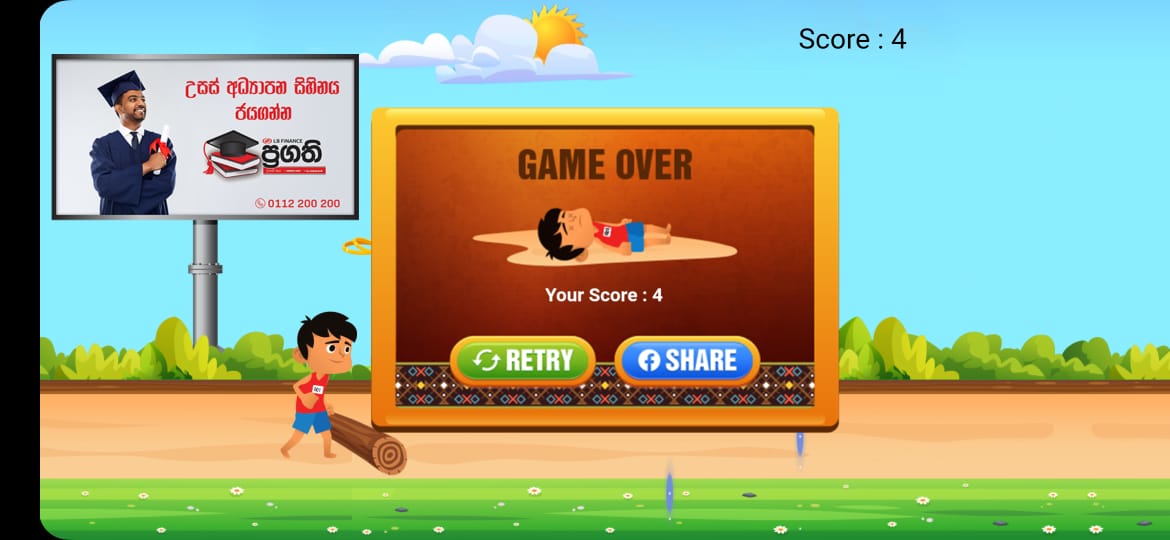 Score : 4
උසස් අධ්‍යාපන සිහිනය
ජයගන්න
LB FINANCE
ප්‍රගති
0112 200 200
GAME OVER
Your Score : 4
RETRY
SHARE